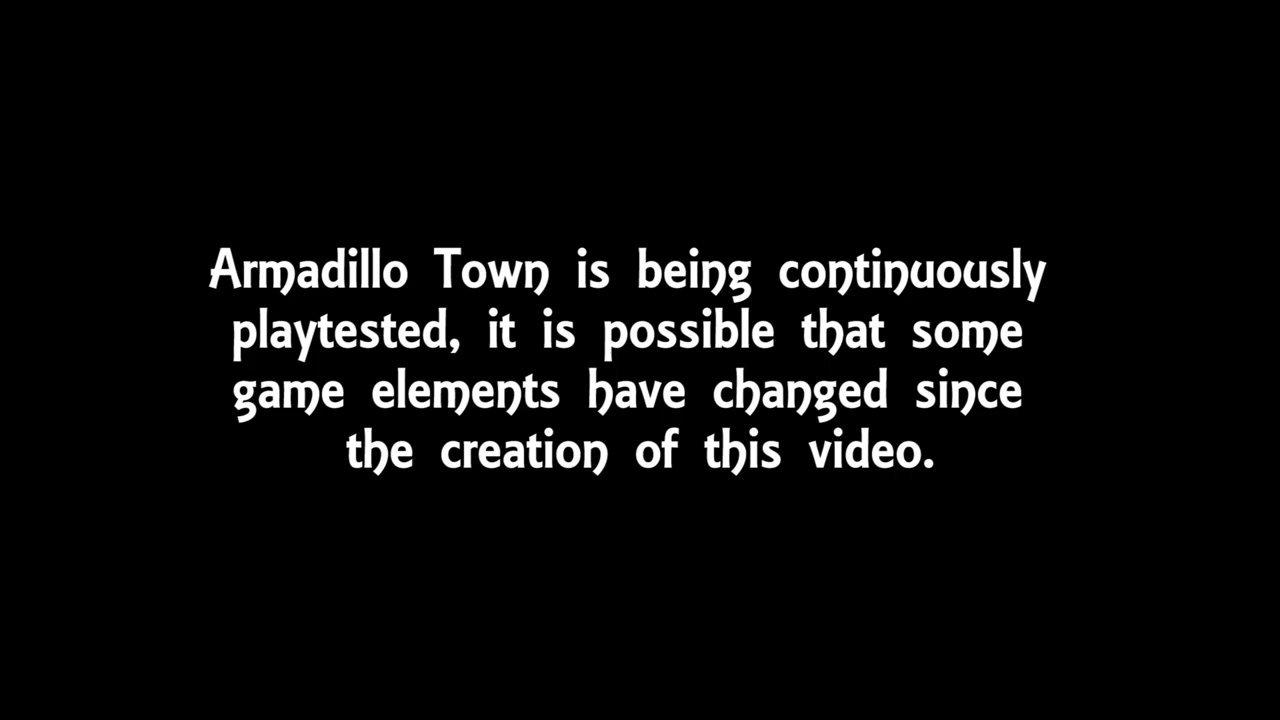 Armadillo Town is being continuously
playtested, it is possible that some
game elements have changed since
the creation of this video.